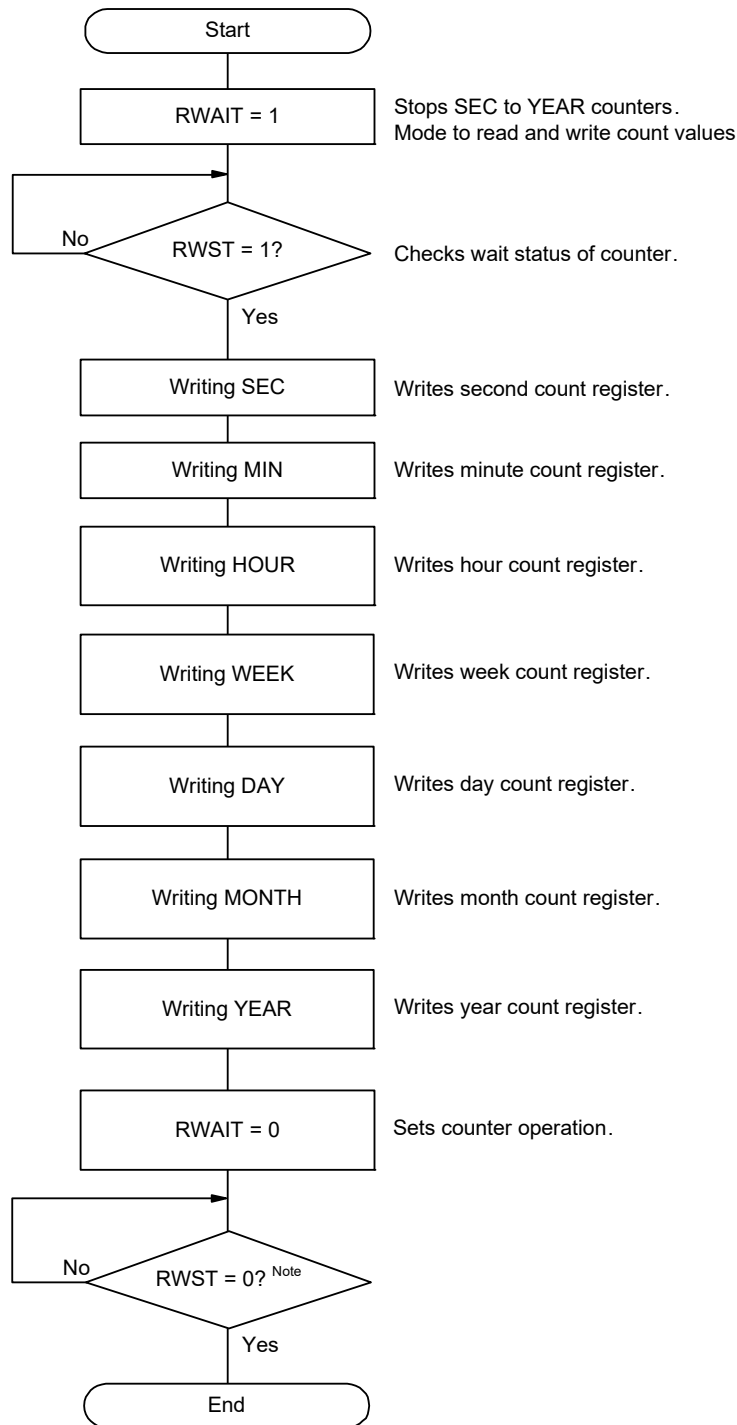 Start
RWAIT = 1
Stops SEC to YEAR counters.
Mode to read and write count values
No
RWST = 1?
Checks wait status of counter.
Yes
Writing SEC
Writes second count register.
Writing MIN
Writes minute count register.
Writing HOUR
Writes hour count register.
Writing WEEK
Writes week count register.
Writing DAY
Writes day count register.
Writing MONTH
Writes month count register.
Writing YEAR
Writes year count register.
RWAIT = 0
Sets counter operation.
No
RWST = 0? Note
Yes
End